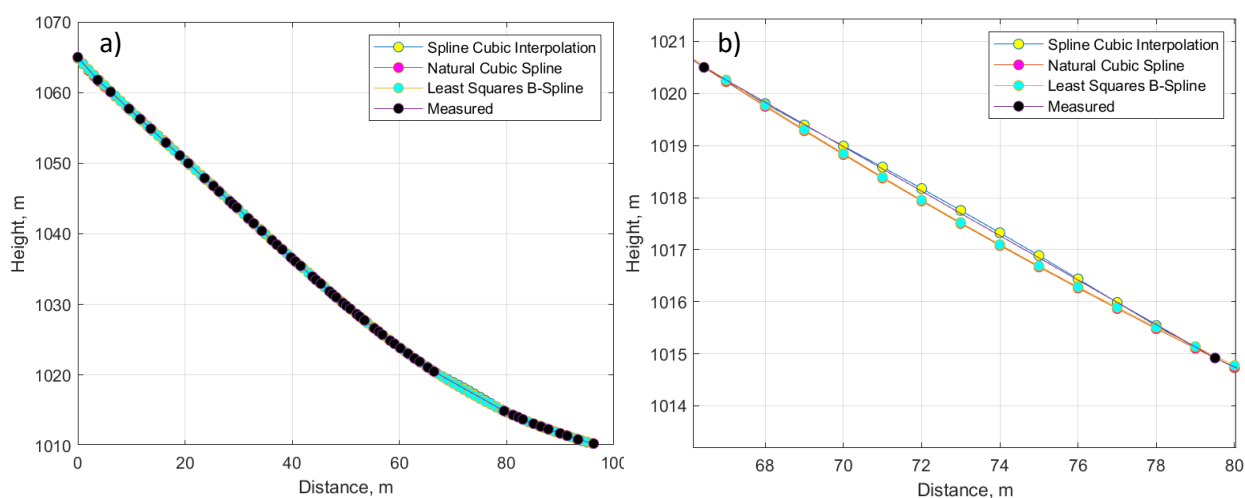 a)
1070
1060
1050
1040
1030
1020
1010
Height, m
0 20 40 60 80 100
Distance, m
Spline Cubic Interpolation
Natural Cubic Spline
Least Squares B-Spline
Measured
b)
1021
1020
1019
1018
1017
1016
1015
1014
Height, m
68 70 72 74 76 78 80
Distance, m
Spline Cubic Interpolation
Natural Cubic Spline
Least Squares B-Spline
Measured